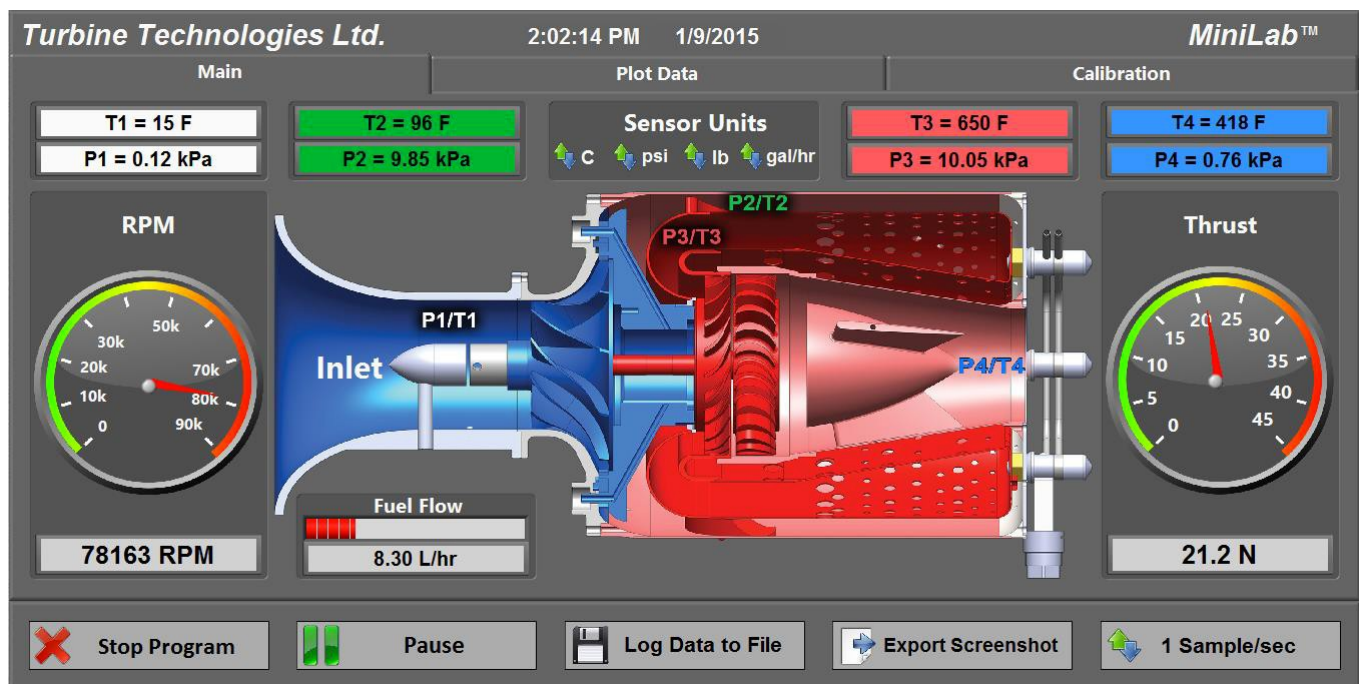 Turbine Technologies Ltd.
2:02:14 PM 1/9/2015
MiniLab™
Main
Plot Data
Calibration
T1 = 15 F
P1 = 0.12 kPa
T2 = 96 F
P2 = 9.85 kPa
Sensor Units
C psi lb gal/hr
T3 = 650 F
P3 = 10.05 kPa
T4 = 418 F
P4 = 0.76 kPa
RPM
0
10k
20k
30k
50k
70k
80k
90k
78163 RPM
P1/T1
Inlet
P2/T2
P3/T3
P4/T4
Fuel Flow
8.30 L/hr
Thrust
0
5
10
15
20
25
30
35
40
45
21.2 N
Stop Program
Pause
Log Data to File
Export Screenshot
1 Sample/sec